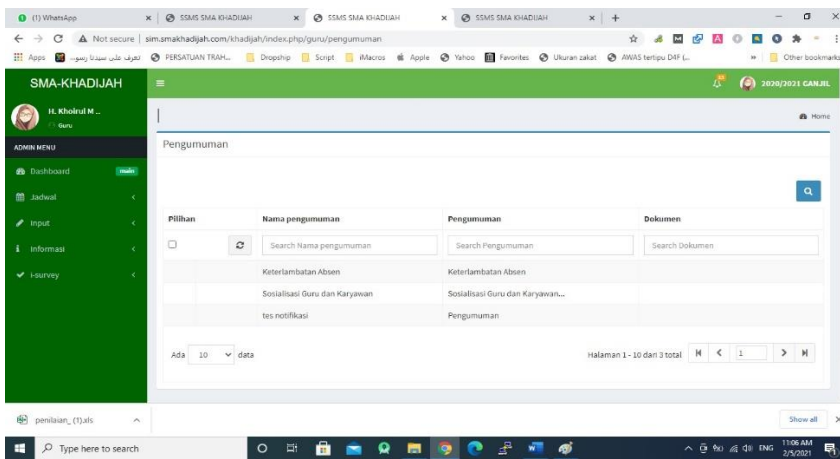 (1) WhatsApp
SSMS SMA KHADIJAH
SSMS SMA KHADIJAH
SSMS SMA KHADIJAH
Not secure | sim.smakhadijah.com/khadijah/index.php/guru/pengumuman
Apps
تعرف على سيدنا رسو...
PERSATUAN TRAH...
Dropship
Script
iMacros
Apple
Yahoo
Favorites
Ukuran zakat
AWAS tertipu D4F (...
Other bookmarks
SMA-KHADIJAH
2020/2021 GANJIL
H. Khoirul M ..
Guru
Home
ADMIN MENU
Pengumuman
Dashboard
main
Jadwal
Input
Informasi
i-survey
Pilihan
Nama pengumuman
Pengumuman
Dokumen
Search Nama pengumuman
Search Pengumuman
Search Dokumen
Keterlambatan Absen
Keterlambatan Absen
Sosialisasi Guru dan Karyawan
Sosialisasi Guru dan Karyawan...
tes notifikasi
Pengumuman
Ada 10 data
Halaman 1 - 10 dari 3 total
1
penilaian_ (1).xls
Show all
Type here to search
ENG
11:06 AM
2/5/2021